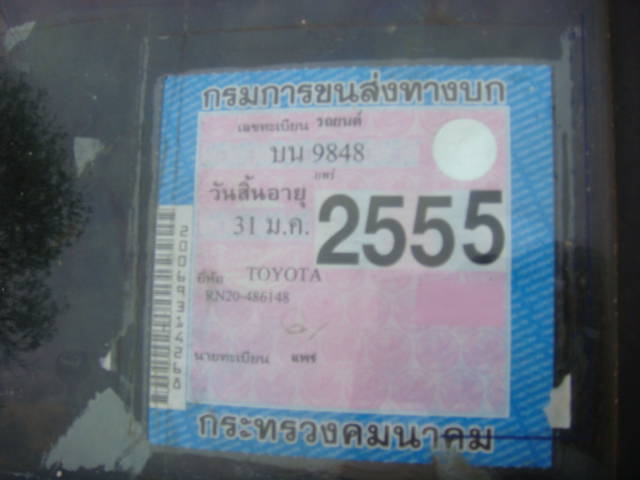 กรมการขนส่งทางบก
เลขทะเบียน รถยนต์
บน 9848
แพร่
วันสิ้นอายุ
31 ม.ค. 2555
ยี่ห้อ TOYOTA
RN20-486148
นายทะเบียน แพร่
กระทรวงคมนาคม